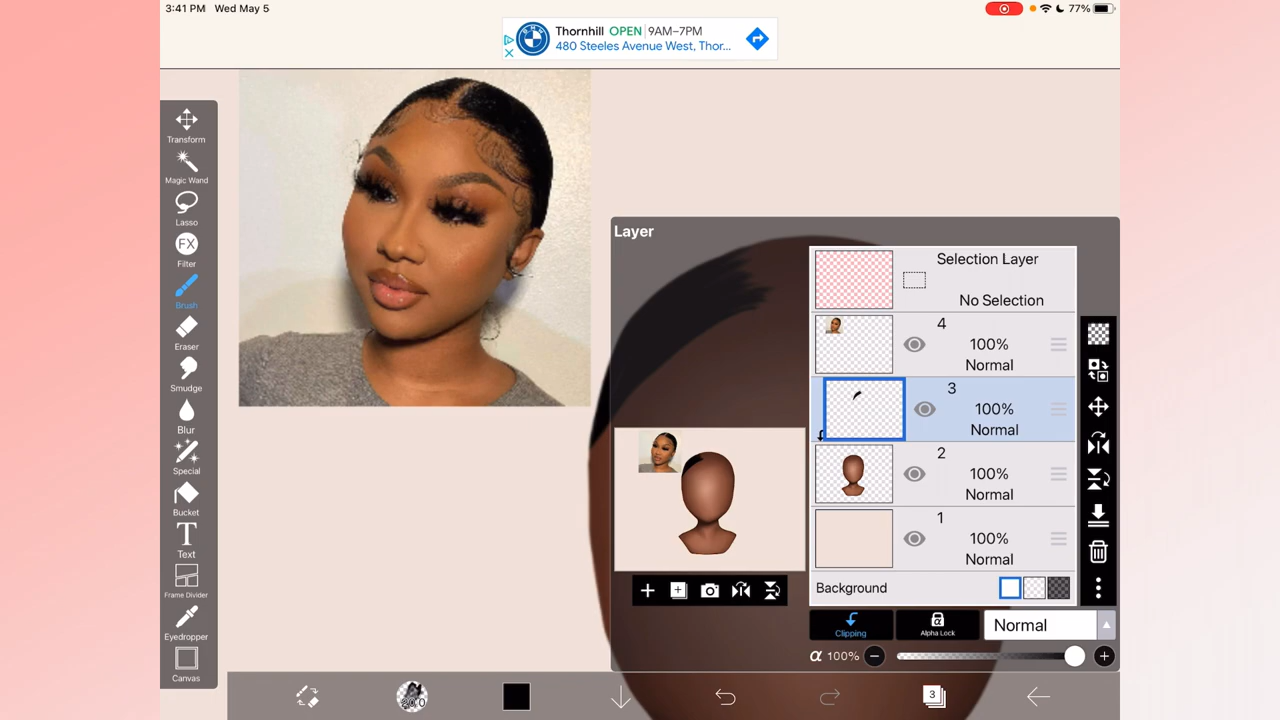 3:41 PM Wed May 5
77%
Thornhill OPEN 9AM–7PM
480 Steeles Avenue West, Thor...
Transform
Magic Wand
Lasso
FX
Filter
Brush
Eraser
Smudge
Blur
Special
Bucket
T
Text
Frame Divider
Eyedropper
Canvas
Layer
Selection Layer
No Selection
4
100%
Normal
3
100%
Normal
2
100%
Normal
1
100%
Normal
Background
Clipping
α
Alpha Lock
Normal
α 100%
20.0
3